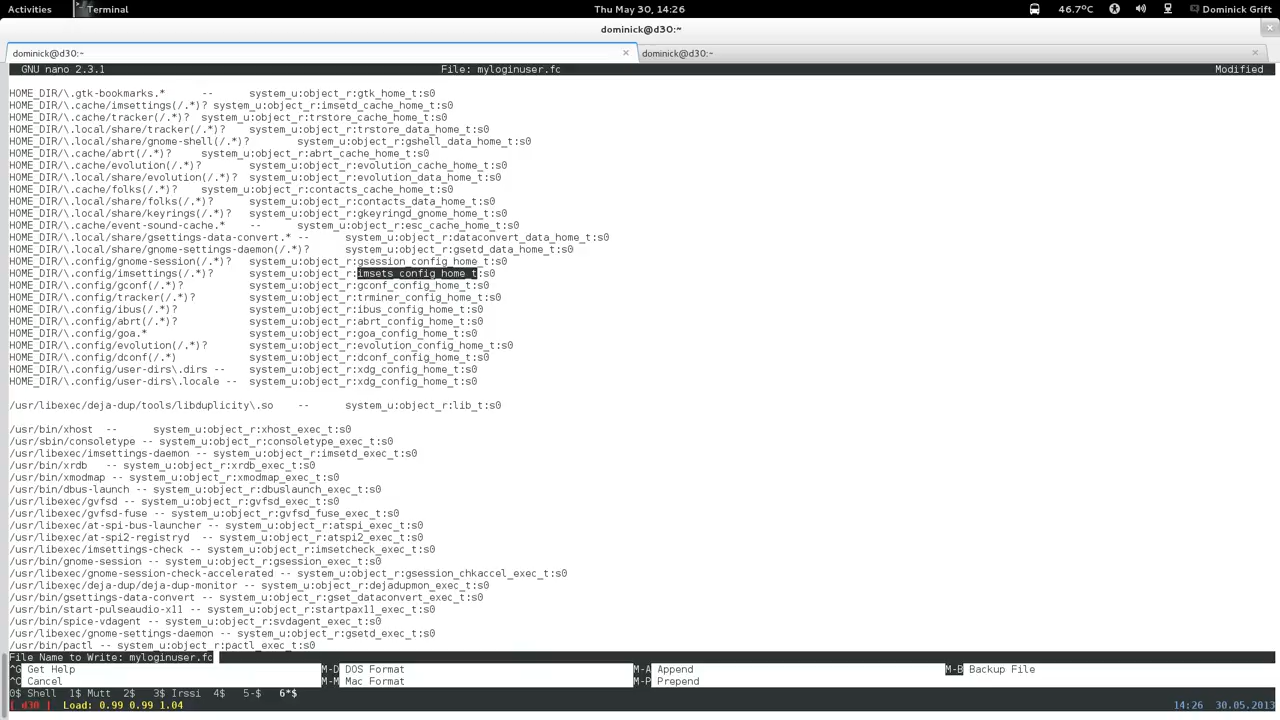 Activities Terminal Thu May 30, 14:26 46.7°C Dominick Grift
dominick@d30:~
dominick@d30:~ × dominick@d30:~ ×
GNU nano 2.3.1 File: myloginuser.fc Modified
HOME_DIR/\.gtk-bookmarks.* -- system_u:object_r:gtk_home_t:s0
HOME_DIR/\.cache/imsettings(/.*)? system_u:object_r:imsetd_cache_home_t:s0
HOME_DIR/\.cache/tracker(/.*)? system_u:object_r:trstore_cache_home_t:s0
HOME_DIR/\.local/share/tracker(/.*)? system_u:object_r:trstore_data_home_t:s0
HOME_DIR/\.local/share/gnome-shell(/.*)? system_u:object_r:gshell_data_home_t:s0
HOME_DIR/\.cache/abrt(/.*)? system_u:object_r:abrt_cache_home_t:s0
HOME_DIR/\.cache/evolution(/.*)? system_u:object_r:evolution_cache_home_t:s0
HOME_DIR/\.local/share/evolution(/.*)? system_u:object_r:evolution_data_home_t:s0
HOME_DIR/\.cache/folks(/.*)? system_u:object_r:contacts_cache_home_t:s0
HOME_DIR/\.local/share/folks(/.*)? system_u:object_r:contacts_data_home_t:s0
HOME_DIR/\.local/share/keyrings(/.*)? system_u:object_r:gkeyringd_gnome_home_t:s0
HOME_DIR/\.cache/event-sound-cache.* -- system_u:object_r:esc_cache_home_t:s0
HOME_DIR/\.local/share/gsettings-data-convert.* -- system_u:object_r:dataconvert_data_home_t:s0
HOME_DIR/\.local/share/gnome-settings-daemon(/.*)? system_u:object_r:gsetd_data_home_t:s0
HOME_DIR/\.config/gnome-session(/.*)? system_u:object_r:gsession_config_home_t:s0
HOME_DIR/\.config/imsettings(/.*)? system_u:object_r:imsets_config_home_t:s0
HOME_DIR/\.config/gconf(/.*)? system_u:object_r:gconf_config_home_t:s0
HOME_DIR/\.config/tracker(/.*)? system_u:object_r:trminer_config_home_t:s0
HOME_DIR/\.config/ibus(/.*)? system_u:object_r:ibus_config_home_t:s0
HOME_DIR/\.config/abrt(/.*)? system_u:object_r:abrt_config_home_t:s0
HOME_DIR/\.config/goa.* system_u:object_r:goa_config_home_t:s0
HOME_DIR/\.config/evolution(/.*)? system_u:object_r:evolution_config_home_t:s0
HOME_DIR/\.config/dconf(/.*) system_u:object_r:dconf_config_home_t:s0
HOME_DIR/\.config/user-dirs\.dirs -- system_u:object_r:xdg_config_home_t:s0
HOME_DIR/\.config/user-dirs\.locale -- system_u:object_r:xdg_config_home_t:s0
/usr/libexec/deja-dup/tools/libduplicity\.so -- system_u:object_r:lib_t:s0
/usr/bin/xhost -- system_u:object_r:xhost_exec_t:s0
/usr/sbin/consoletype -- system_u:object_r:consoletype_exec_t:s0
/usr/libexec/imsettings-daemon -- system_u:object_r:imsetd_exec_t:s0
/usr/bin/xrdb -- system_u:object_r:xrdb_exec_t:s0
/usr/bin/xmodmap -- system_u:object_r:xmodmap_exec_t:s0
/usr/bin/dbus-launch -- system_u:object_r:dbuslaunch_exec_t:s0
/usr/libexec/gvfsd -- system_u:object_r:gvfsd_exec_t:s0
/usr/libexec/gvfsd-fuse -- system_u:object_r:gvfsd_fuse_exec_t:s0
/usr/libexec/at-spi-bus-launcher -- system_u:object_r:atspi_exec_t:s0
/usr/libexec/at-spi2-registryd -- system_u:object_r:atspi2_exec_t:s0
/usr/libexec/imsettings-check -- system_u:object_r:imsetcheck_exec_t:s0
/usr/bin/gnome-session -- system_u:object_r:gsession_exec_t:s0
/usr/libexec/gnome-session-check-accelerated -- system_u:object_r:gsession_chkaccel_exec_t:s0
/usr/libexec/deja-dup/deja-dup-monitor -- system_u:object_r:dejadupmon_exec_t:s0
/usr/bin/gsettings-data-convert -- system_u:object_r:gset_dataconvert_exec_t:s0
/usr/bin/start-pulseaudio-x11 -- system_u:object_r:startpax11_exec_t:s0
/usr/bin/spice-vdagent -- system_u:object_r:svdagent_exec_t:s0
/usr/libexec/gnome-settings-daemon -- system_u:object_r:gsetd_exec_t:s0
/usr/bin/pactl -- system_u:object_r:pactl_exec_t:s0
File Name to Write: myloginuser.fc
^G Get Help M-D DOS Format M-A Append M-B Backup File
^C Cancel M-M Mac Format M-P Prepend
0$ Shell 1$ Mutt 2$ 3$ Irssi 4$ 5-$ 6*$
[ d30 ] Load: 0.99 0.99 1.04 14:26 30.05.2013